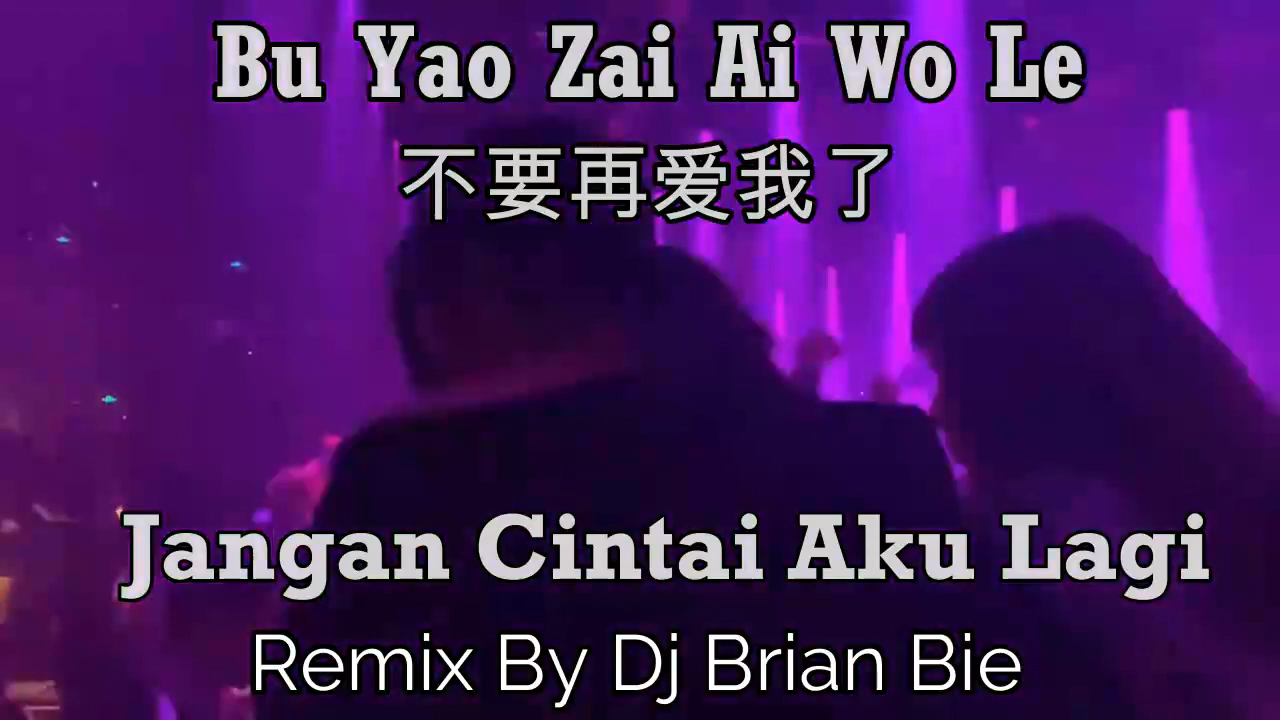 Bu Yao Zai Ai Wo Le
不要再爱我了
Jangan Cintai Aku Lagi
Remix By Dj Brian Bie